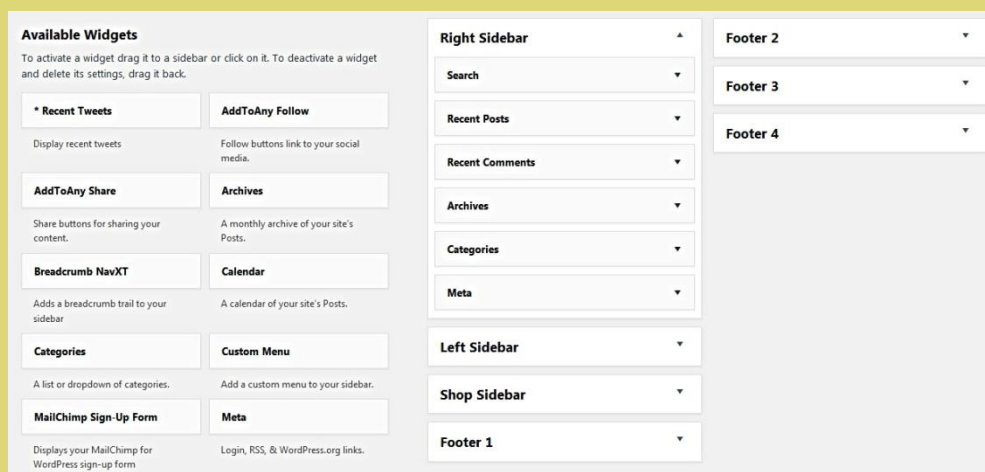 Available Widgets
To activate a widget drag it to a sidebar or click on it. To deactivate a widget
and delete its settings, drag it back.
* Recent Tweets
AddToAny Follow
Display recent tweets
Follow buttons link to your social
media.
AddToAny Share
Archives
Share buttons for sharing your
content.
A monthly archive of your site's
Posts.
Breadcrumb NavXT
Calendar
Adds a breadcrumb trail to your
sidebar
A calendar of your site's Posts.
Categories
Custom Menu
A list or dropdown of categories.
Add a custom menu to your sidebar.
MailChimp Sign-Up Form
Meta
Displays your MailChimp for
WordPress sign-up form
Login, RSS, & WordPress.org links.
Right Sidebar
Search
Recent Posts
Recent Comments
Archives
Categories
Meta
Left Sidebar
Shop Sidebar
Footer 1
Footer 2
Footer 3
Footer 4